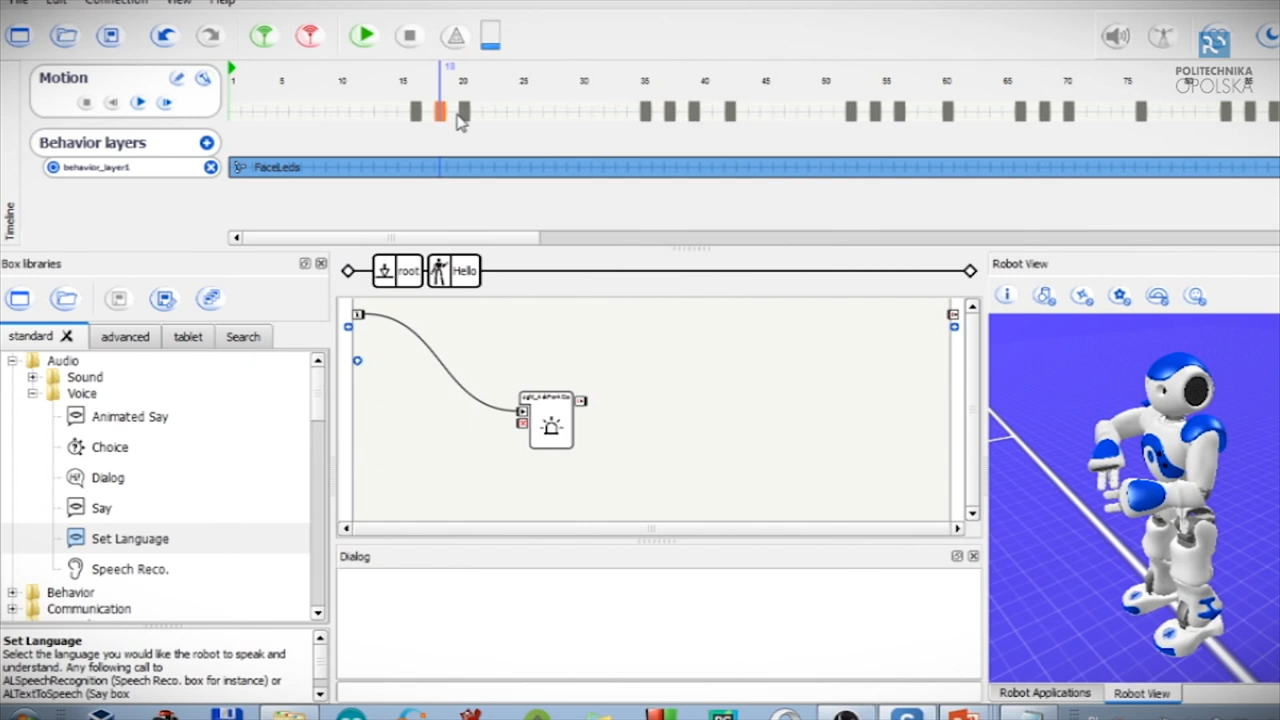 File Edit Connection View Help
POLITECHNIKA
OPOLSKA
Motion
18
1 5 10 15 20 25 30 35 40 45 50 55 60 65 70 75
Behavior layers
behavior_layer1
FaceLeds
Timeline
Box libraries
root
Hello
Robot View
standard
advanced
tablet
Search
Audio
Sound
Voice
Animated Say
Choice
Dialog
Say
Set Language
Speech Reco.
Behavior
Communication
Dialog
Set Language
Select the language you would like the robot to speak and
understand. Any following call to
ALSpeechRecognition (Speech Reco. box for instance) or
ALTextToSpeech (Say box
Robot Applications
Robot View